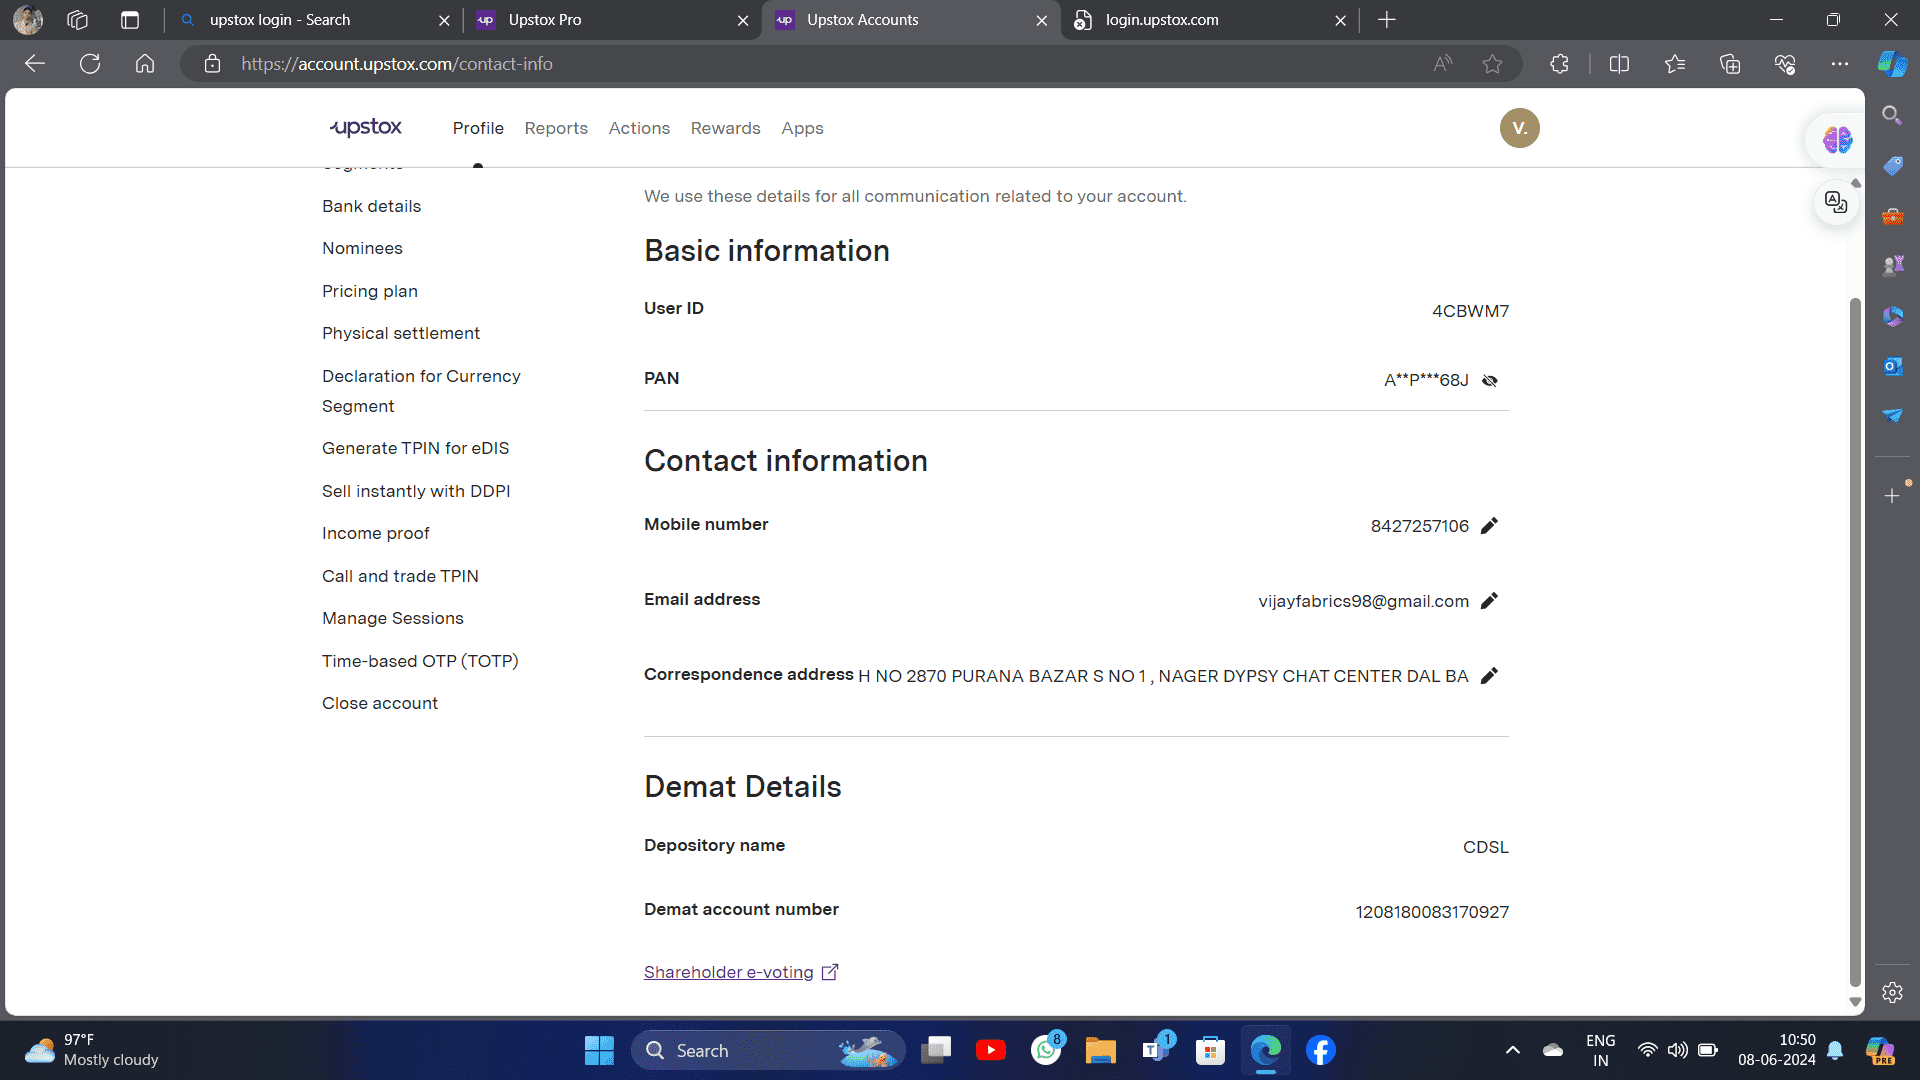 upstox login - Search
Upstox Pro
Upstox Accounts
login.upstox.com
https://account.upstox.com/contact-info
upstox
Profile
Reports
Actions
Rewards
Apps
V.
Bank details
Nominees
Pricing plan
Physical settlement
Declaration for Currency
Segment
Generate TPIN for eDIS
Sell instantly with DDPI
Income proof
Call and trade TPIN
Manage Sessions
Time-based OTP (TOTP)
Close account
We use these details for all communication related to your account.
Basic information
User ID 4CBWM7
PAN A**P***68J
Contact information
Mobile number 8427257106
Email address vijayfabrics98@gmail.com
Correspondence address H NO 2870 PURANA BAZAR S NO 1 , NAGER DYPSY CHAT CENTER DAL BA
Demat Details
Depository name CDSL
Demat account number 1208180083170927
Shareholder e-voting
97°F
Mostly cloudy
Search
8
1
ENG
IN
10:50
08-06-2024
PRE